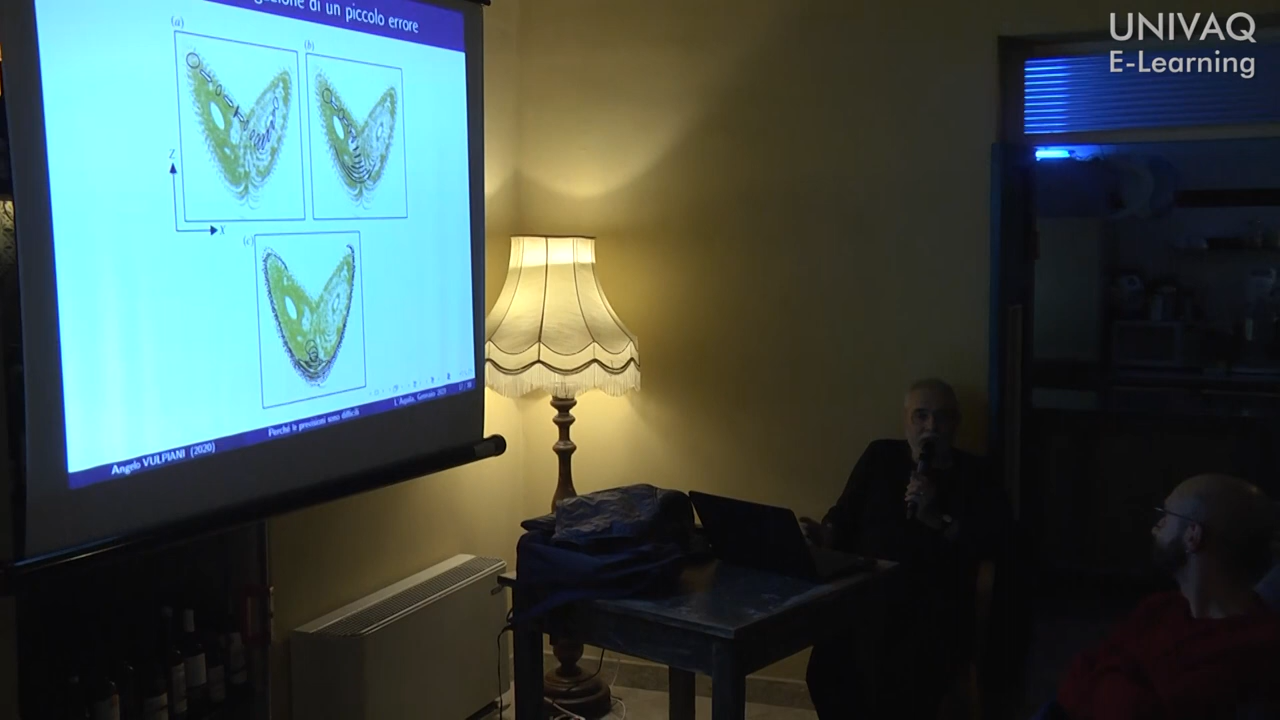 di un piccolo errore
(a)
(b)
Z
X
(c)
L'Aquila, Gennaio 2020
Perché le previsioni sono difficili
Angelo VULPIANI (2020)
UNIVAQ
E-Learning